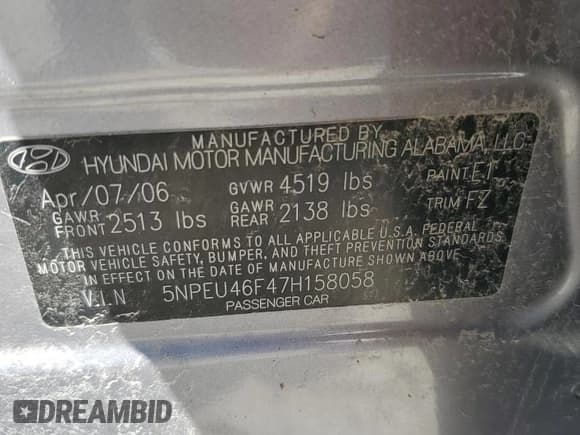 MANUFACTURED BY
HYUNDAI MOTOR MANUFACTURING ALABAMA, LLC
Apr/07/06 GVWR 4519 lbs PAINT ET
GAWR FRONT 2513 lbs GAWR REAR 2138 lbs TRIM FZ
THIS VEHICLE CONFORMS TO ALL APPLICABLE U.S.A. FEDERAL
MOTOR VEHICLE SAFETY, BUMPER, AND THEFT PREVENTION STANDARDS
IN EFFECT ON THE DATE OF MANUFACTURE SHOWN ABOVE
V.I.N 5NPEU46F47H158058
PASSENGER CAR
DREAMBID